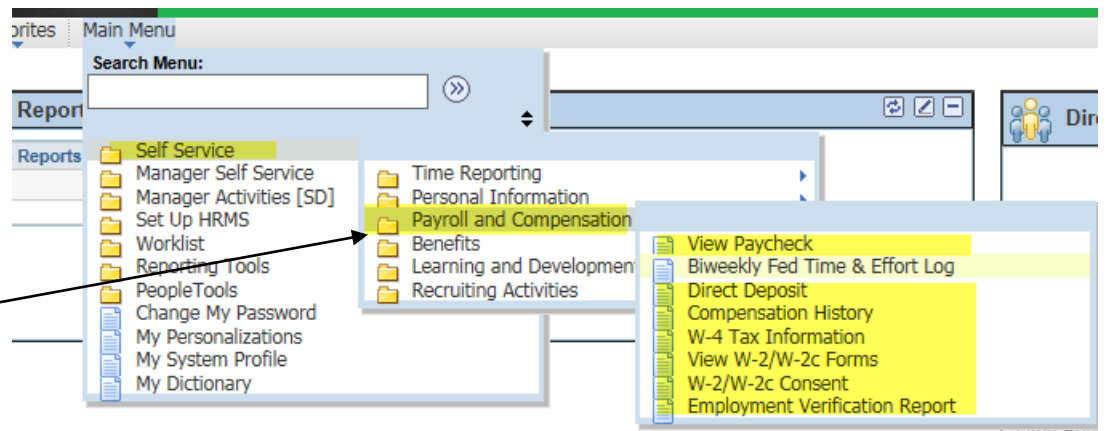 orites Main Menu
Search Menu:
Report
Dire
Reports
Self Service
Manager Self Service
Manager Activities [SD]
Set Up HRMS
Worklist
Reporting Tools
PeopleTools
Change My Password
My Personalizations
My System Profile
My Dictionary
Time Reporting
Personal Information
Payroll and Compensation
Benefits
Learning and Developmen
Recruiting Activities
View Paycheck
Biweekly Fed Time & Effort Log
Direct Deposit
Compensation History
W-4 Tax Information
View W-2/W-2c Forms
W-2/W-2c Consent
Employment Verification Report